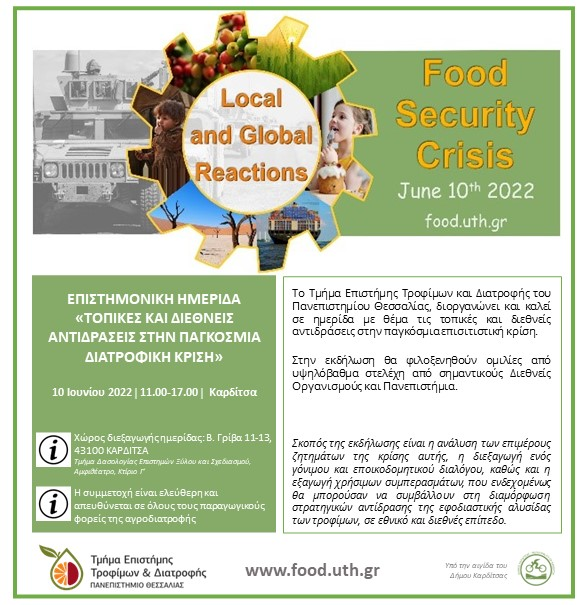 Local
and Global
Reactions
Food
Security
Crisis
June 10th 2022
food.uth.gr
ΕΠΙΣΤΗΜΟΝΙΚΗ ΗΜΕΡΙΔΑ
«ΤΟΠΙΚΕΣ ΚΑΙ ΔΙΕΘΝΕΙΣ
ΑΝΤΙΔΡΑΣΕΙΣ ΣΤΗΝ ΠΑΓΚΟΣΜΙΑ
ΔΙΑΤΡΟΦΙΚΗ ΚΡΙΣΗ»
10 Ιουνίου 2022 | 11.00-17.00 | Καρδίτσα
Χώρος διεξαγωγής ημερίδας: Β. Γρίβα 11-13,
43100 ΚΑΡΔΙΤΣΑ
Τμήμα Δασολογίας Επιστημών Ξύλου και Σχεδιασμού,
Αμφιθέατρο, Κτίριο Γ'
Η συμμετοχή είναι ελεύθερη και
απευθύνεται σε όλους τους παραγωγικούς
φορείς της αγροδιατροφής
Το Τμήμα Επιστήμης Τροφίμων και Διατροφής του
Πανεπιστημίου Θεσσαλίας, διοργανώνει και καλεί
σε ημερίδα με θέμα τις τοπικές και διεθνείς
αντιδράσεις στην παγκόσμια επισιτιστική κρίση.
Στην εκδήλωση θα φιλοξενηθούν ομιλίες από
υψηλόβαθμα στελέχη από σημαντικούς Διεθνείς
Οργανισμούς και Πανεπιστήμια.
Σκοπός της εκδήλωσης είναι η ανάλυση των επιμέρους
ζητημάτων της κρίσης αυτής, η διεξαγωγή ενός
γόνιμου και εποικοδομητικού διαλόγου, καθώς και η
εξαγωγή χρήσιμων συμπερασμάτων, που ενδεχομένως
θα μπορούσαν να συμβάλλουν στη διαμόρφωση
στρατηγικών αντίδρασης της εφοδιαστικής αλυσίδας
των τροφίμων, σε εθνικό και διεθνές επίπεδο.
Τμήμα Επιστήμης
Τροφίμων & Διατροφής
ΠΑΝΕΠΙΣΤΗΜΙΟ ΘΕΣΣΑΛΙΑΣ
www.food.uth.gr
Υπό την αιγίδα του
Δήμου Καρδίτσας